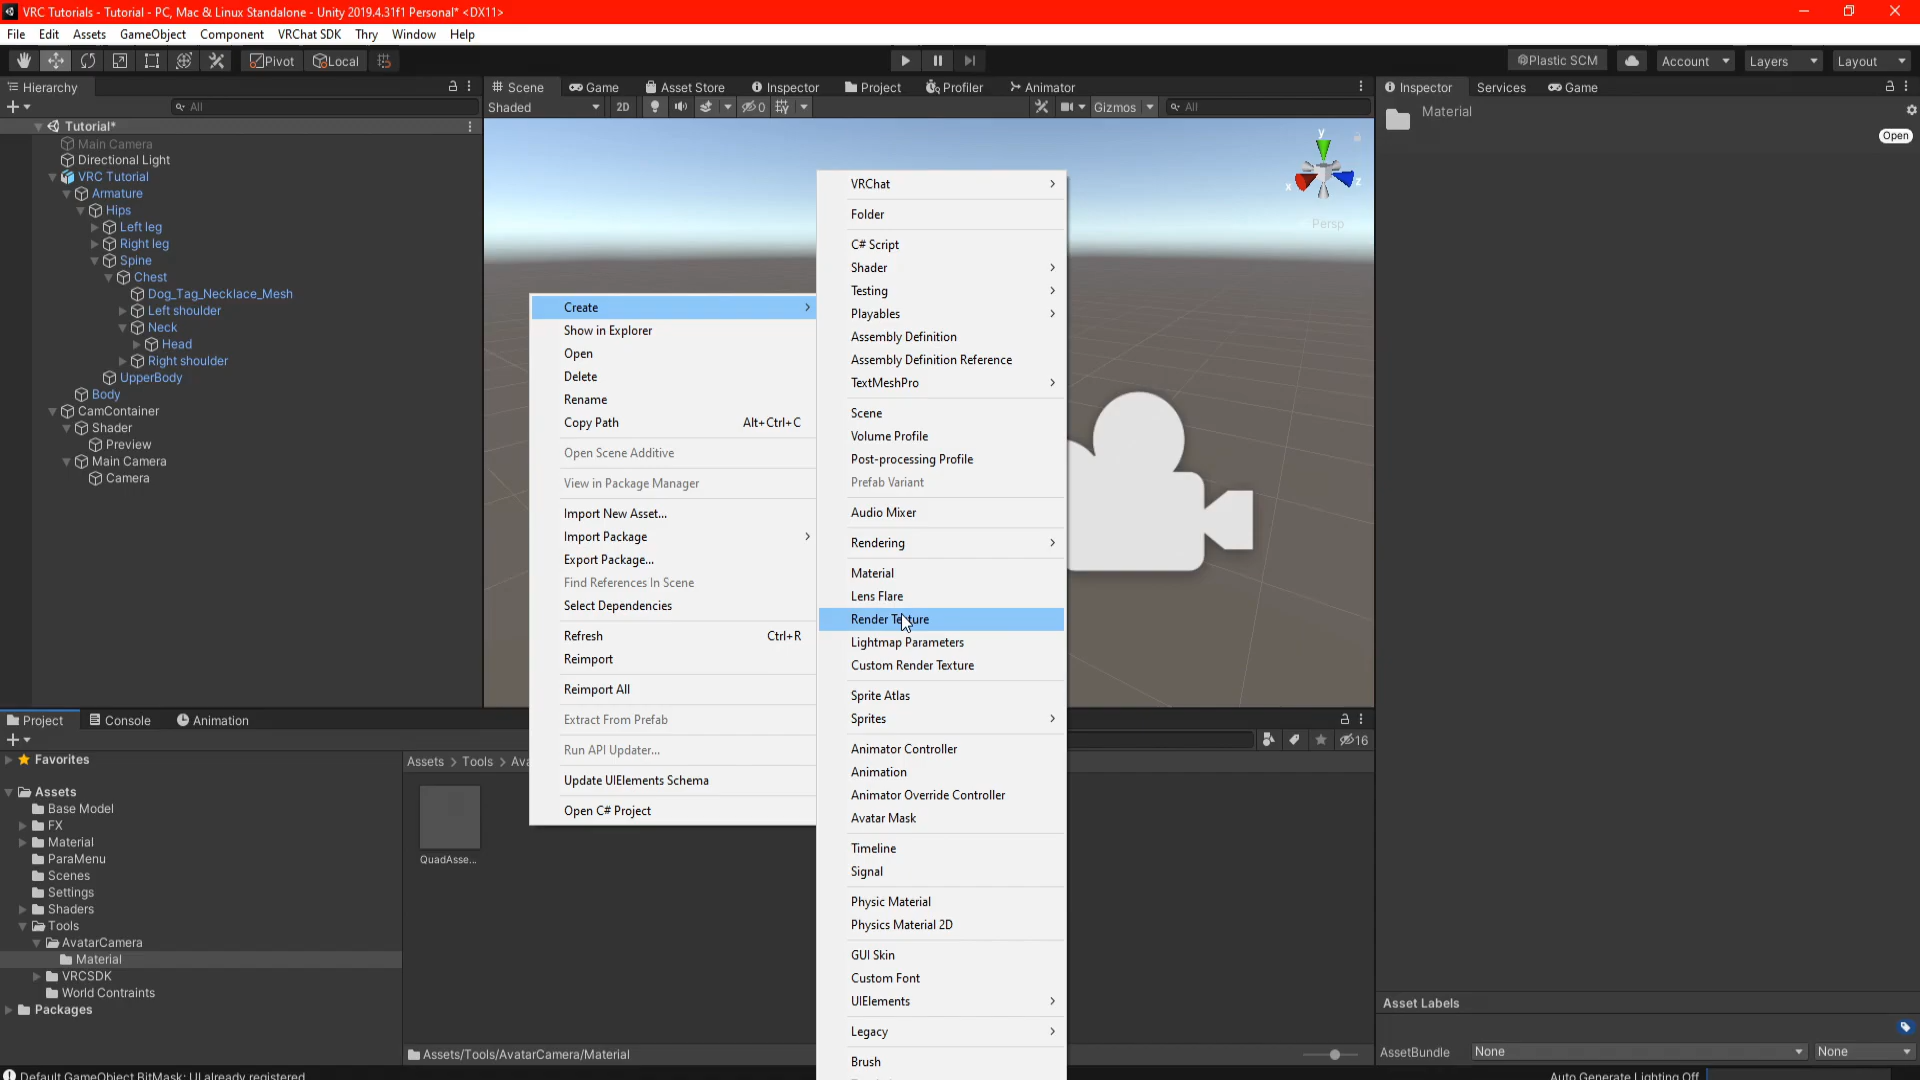 VRC Tutorials - Tutorial - PC, Mac & Linux Standalone - Unity 2019.4.31f1 Personal* <DX11>
File Edit Assets GameObject Component VRChat SDK Thry Window Help
Pivot Local Plastic SCM Account Layers Layout
Hierarchy
All
Tutorial*
Main Camera
Directional Light
VRC Tutorial
Armature
Hips
Left leg
Right leg
Spine
Chest
Dog_Tag_Necklace_Mesh
Left shoulder
Neck
Head
Right shoulder
UpperBody
Body
CamContainer
Shader
Preview
Main Camera
Camera
Scene Game Asset Store Inspector Project Profiler Animator
Shaded 2D 0 Gizmos All
y
x
z
Persp
Create
Show in Explorer
Open
Delete
Rename
Copy Path Alt+Ctrl+C
Open Scene Additive
View in Package Manager
Import New Asset...
Import Package
Export Package...
Find References In Scene
Select Dependencies
Refresh Ctrl+R
Reimport
Reimport All
Extract From Prefab
Run API Updater...
Update UIElements Schema
Open C# Project
VRChat
Folder
C# Script
Shader
Testing
Playables
Assembly Definition
Assembly Definition Reference
TextMeshPro
Scene
Volume Profile
Post-processing Profile
Prefab Variant
Audio Mixer
Rendering
Material
Lens Flare
Render Texture
Lightmap Parameters
Custom Render Texture
Sprite Atlas
Sprites
Animator Controller
Animation
Animator Override Controller
Avatar Mask
Timeline
Signal
Physic Material
Physics Material 2D
GUI Skin
Custom Font
UIElements
Legacy
Brush
Inspector Services Game
Material
Open
Project Console Animation
16
Favorites
Assets
Base Model
FX
Material
ParaMenu
Scenes
Settings
Shaders
Tools
AvatarCamera
Material
VRCSDK
World Contraints
Packages
Assets > Tools > Ava
QuadAsse...
Assets/Tools/AvatarCamera/Material
Asset Labels
AssetBundle None None
Default GameObject BitMask: UI already registered
Auto Generate Lighting Off